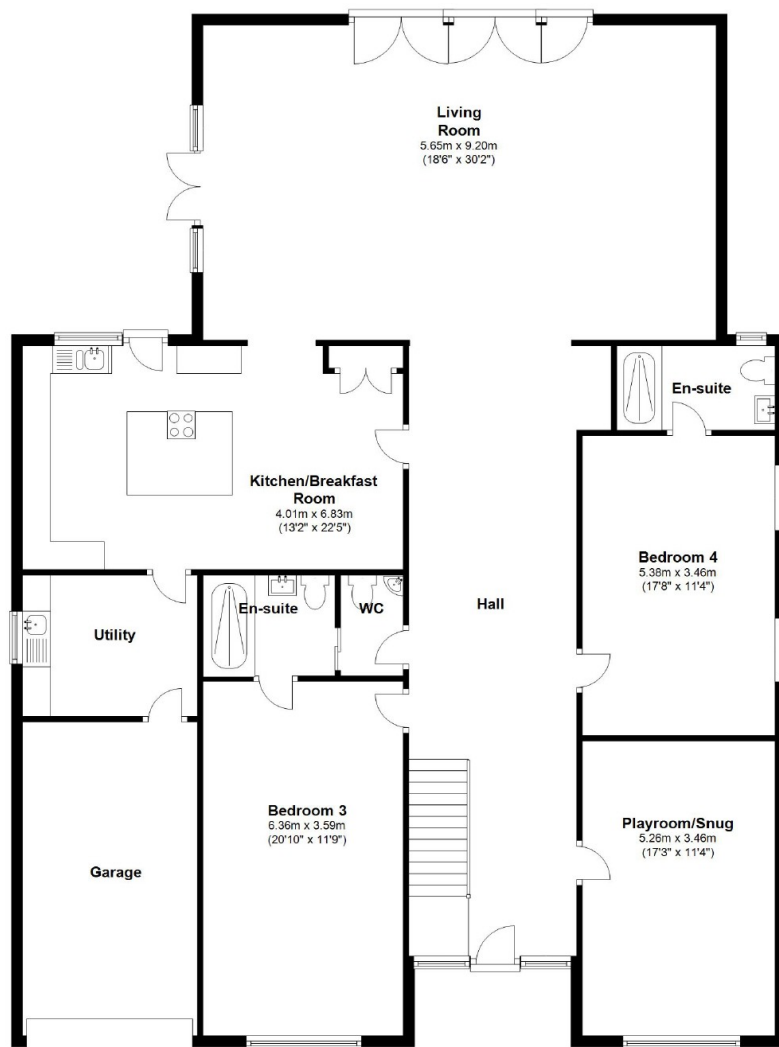 Living
Room
5.65m x 9.20m
(18'6" x 30'2")
En-suite
Kitchen/Breakfast
Room
4.01m x 6.83m
(13'2" x 22'5")
Bedroom 4
5.38m x 3.46m
(17'8" x 11'4")
Utility
En-suite
WC
Hall
Bedroom 3
6.36m x 3.59m
(20'10" x 11'9")
Playroom/Snug
5.26m x 3.46m
(17'3" x 11'4")
Garage